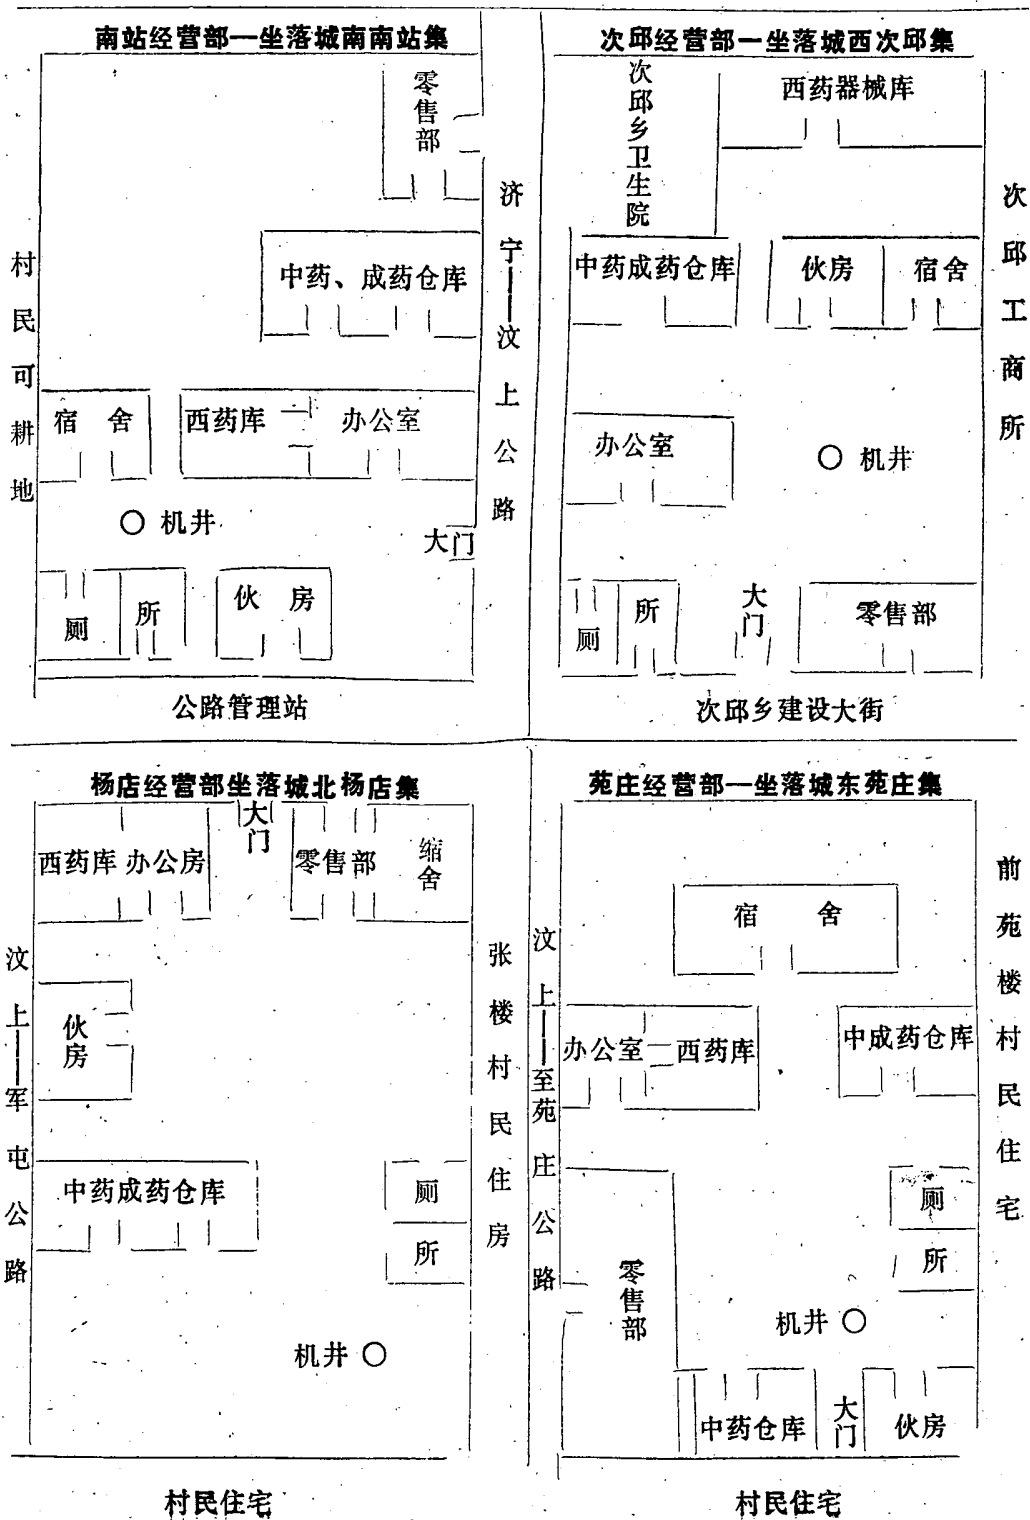 南站经营部—坐落城南南站集
零售部
济宁——汶上公路
村民可耕地
中药、成药仓库
宿 舍
西药库
办公室
机井
大门
厕
所
伙 房
公路管理站
次邱经营部—坐落城西次邱集
次邱乡卫生院
西药器械库
次邱工商所
中药成药仓库
伙房
宿舍
办公室
机井
厕
所
大门
零售部
次邱乡建设大街
杨店经营部坐落城北杨店集
大门
西药库
办公房
零售部
缩舍
汶上——军屯公路
张楼村民住房
伙房
中药成药仓库
厕
所
机井
村民住宅
苑庄经营部—坐落城东苑庄集
前苑楼村民住宅
宿 舍
汶上——至苑庄公路
办公室
西药库
中成药仓库
厕
所
零售部
机井
中药仓库
大门
伙房
村民住宅